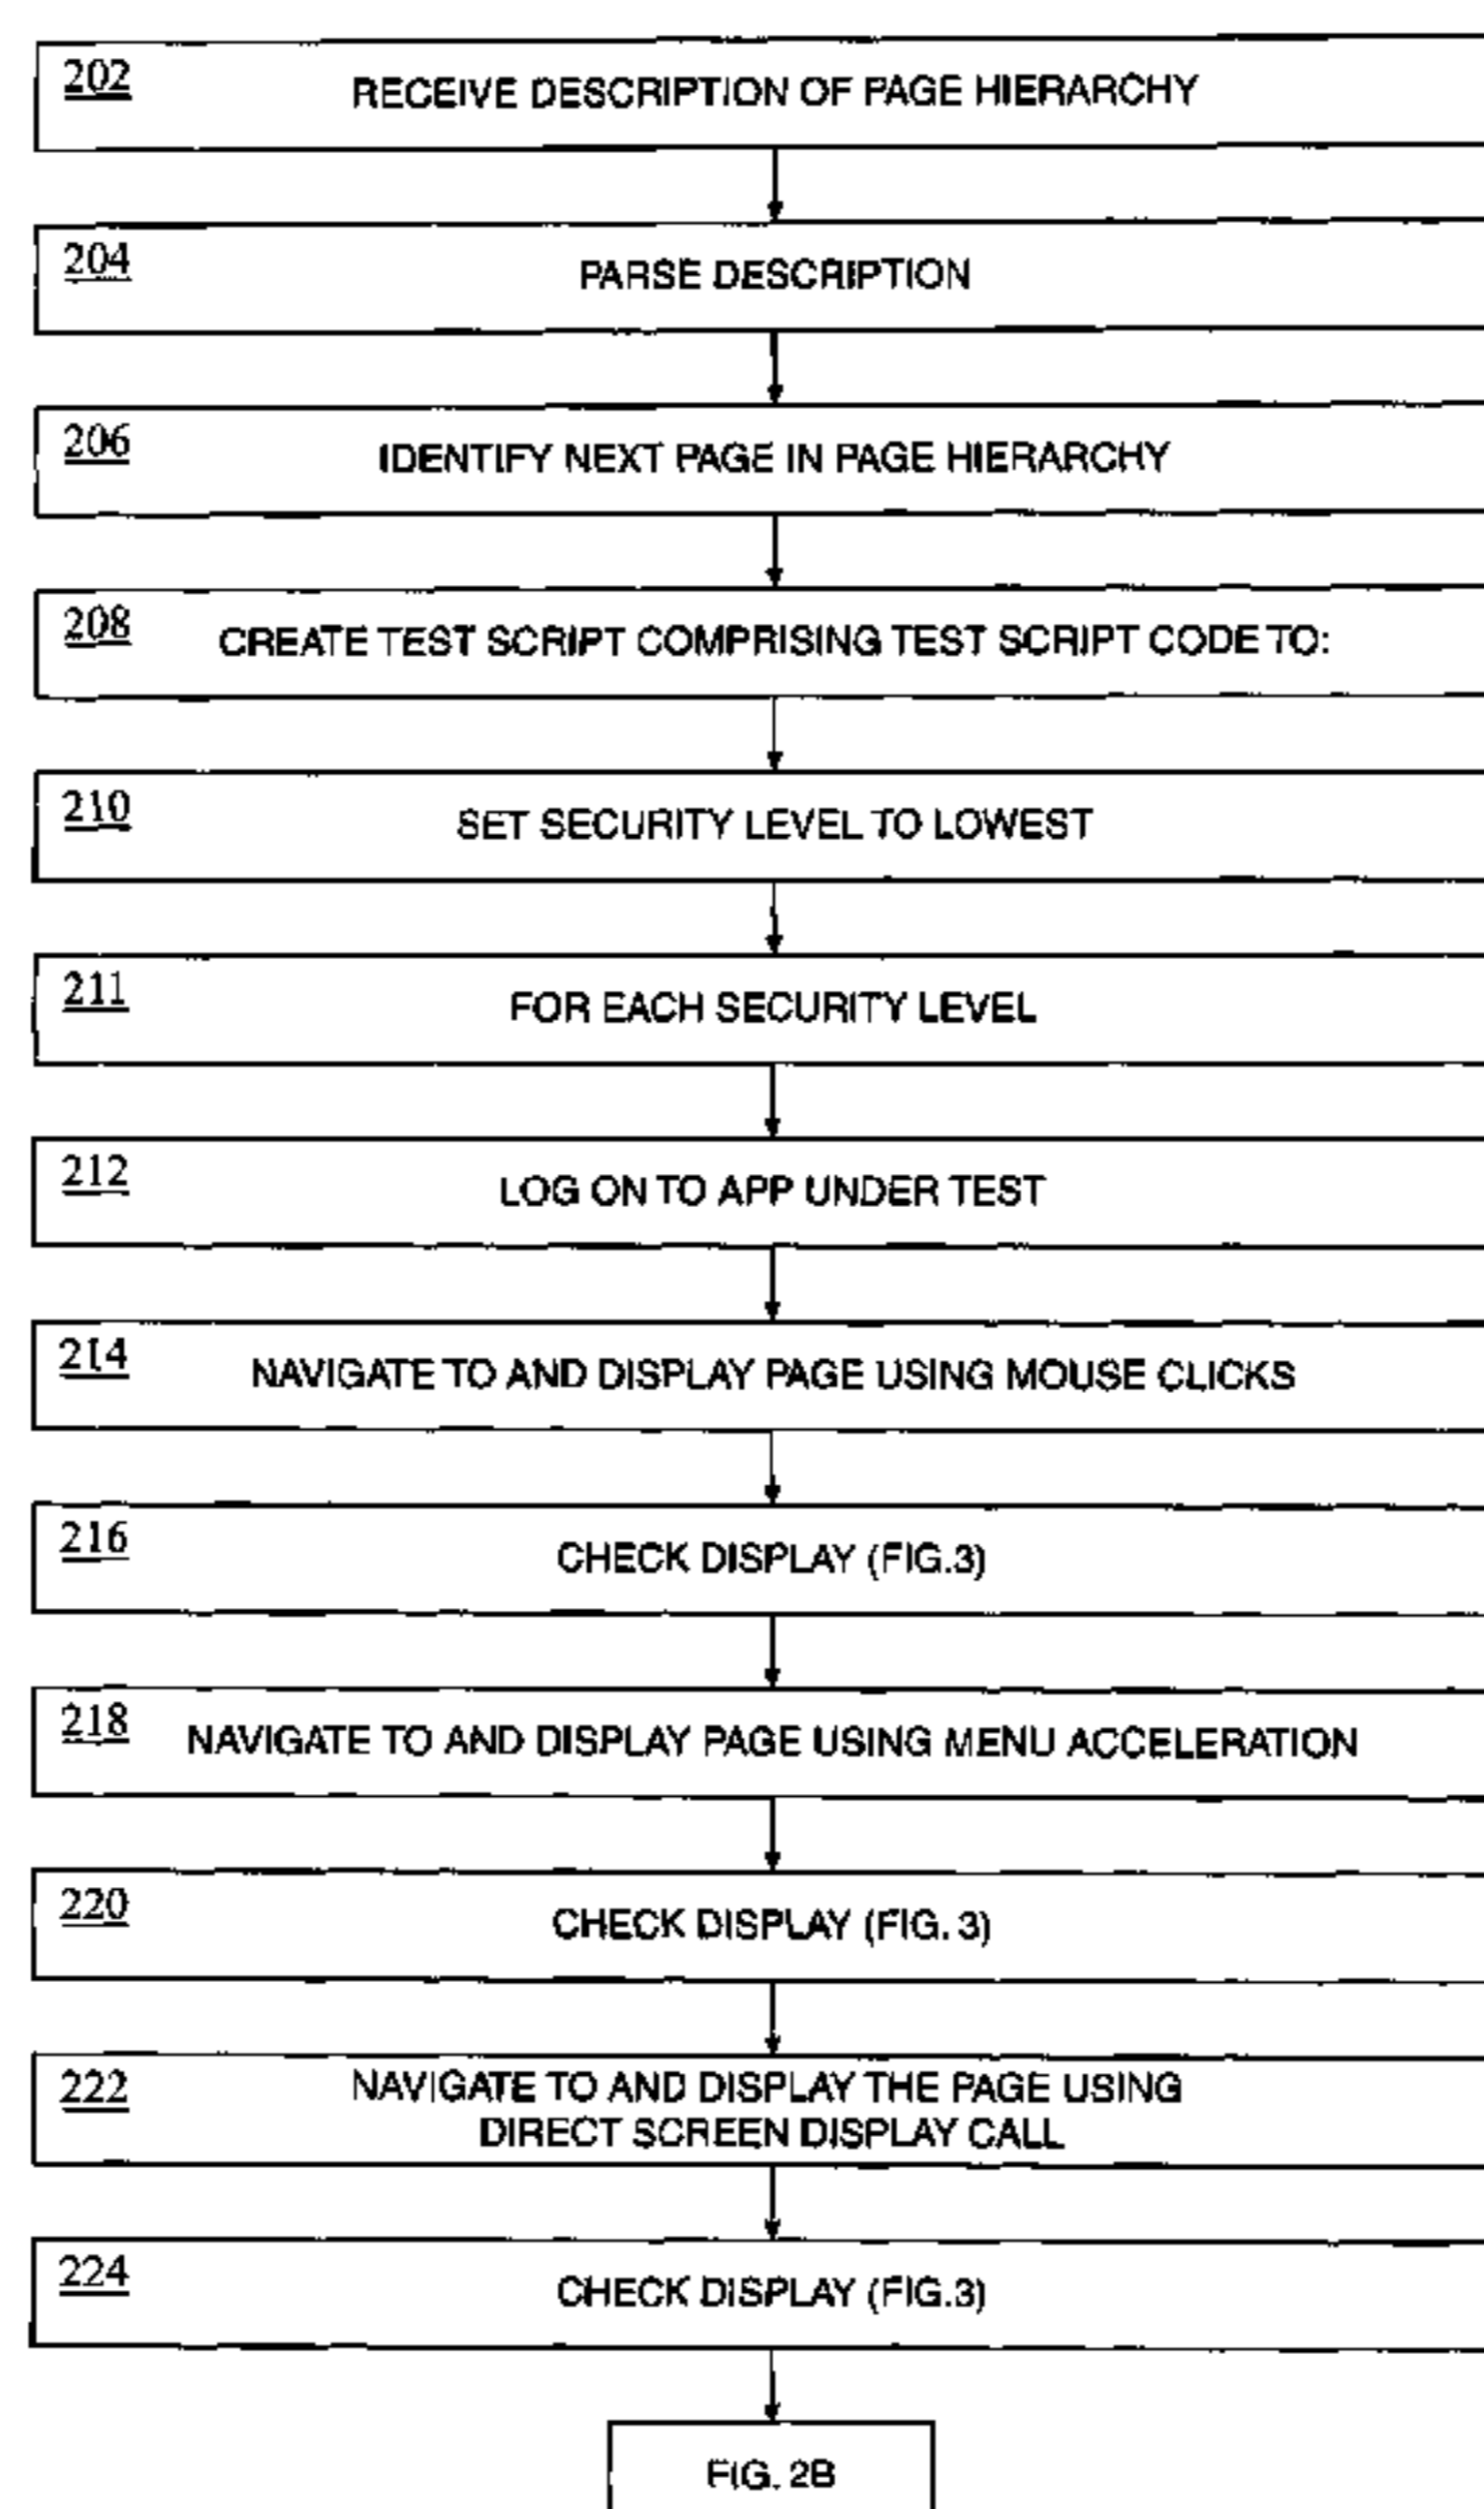 202
RECEIVE DESCRIPTION OF PAGE HIERARCHY
204
PARSE DESCRIPTION
206
IDENTIFY NEXT PAGE IN PAGE HIERARCHY
208
CREATE TEST SCRIPT COMPRISING TEST SCRIPT CODE TO:
210
SET SECURITY LEVEL TO LOWEST
211
FOR EACH SECURITY LEVEL
212
LOG ON TO APP UNDER TEST
214
NAVIGATE TO AND DISPLAY PAGE USING MOUSE CLICKS
216
CHECK DISPLAY (FIG.3)
218
NAVIGATE TO AND DISPLAY PAGE USING MENU ACCELERATION
220
CHECK DISPLAY (FIG. 3)
222
NAVIGATE TO AND DISPLAY THE PAGE USING
DIRECT SCREEN DISPLAY CALL
224
CHECK DISPLAY (FIG.3)
FIG. 2B